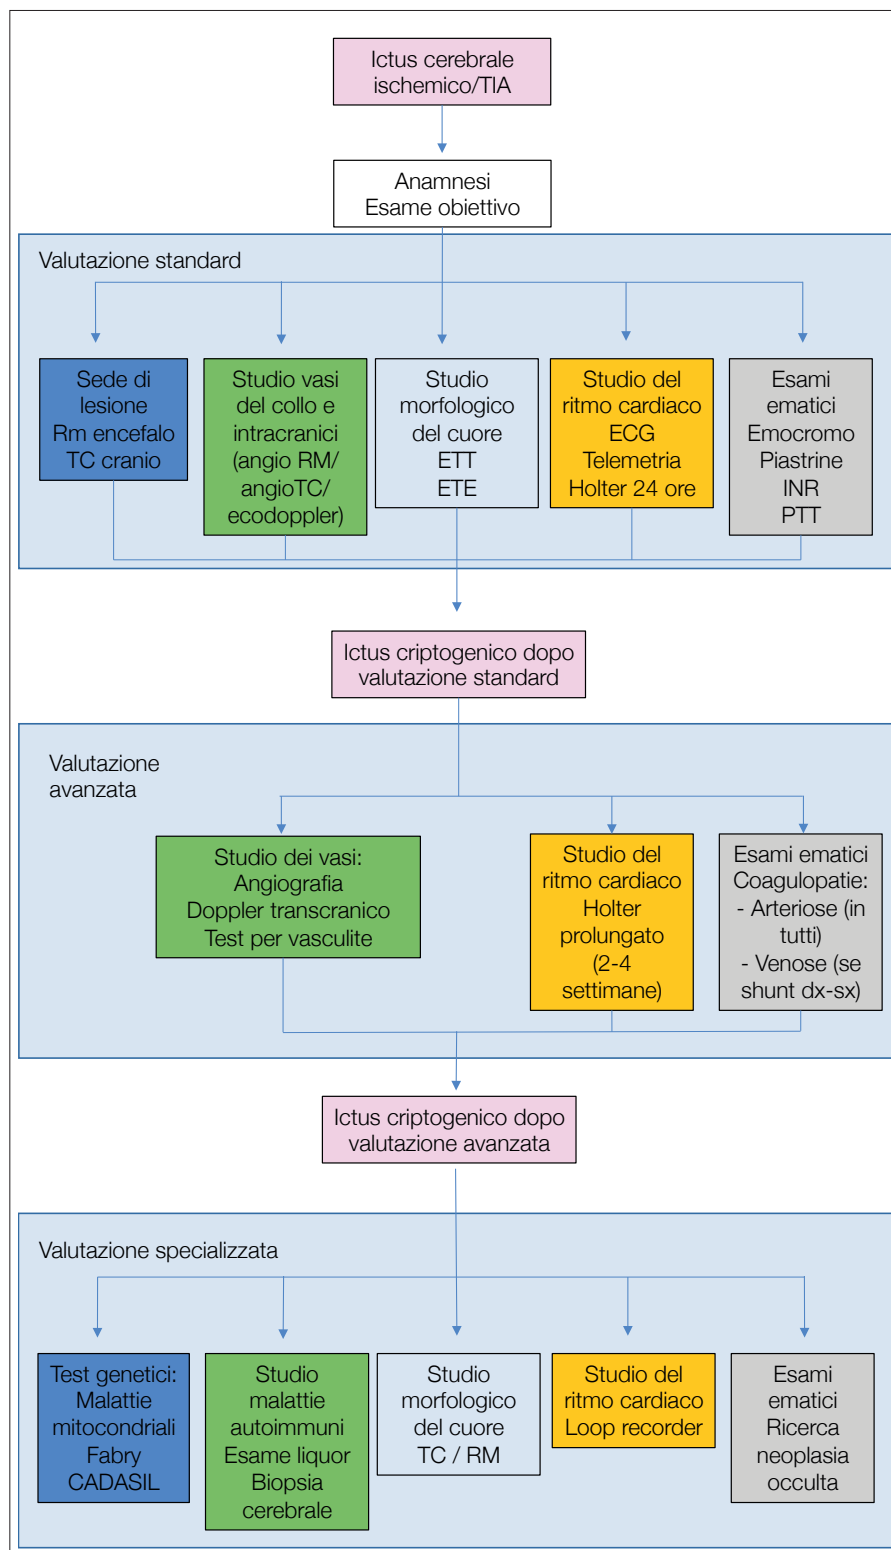 Ictus cerebrale
ischemico/TIA
Anamnesi
Esame obiettivo
Valutazione standard
Sede di
lesione
Rm encefalo
TC cranio
Studio vasi
del collo e
intracranici
(angio RM/
angioTC/
ecodoppler)
Studio
morfologico
del cuore
ETT
ETE
Studio del
ritmo cardiaco
ECG
Telemetria
Holter 24 ore
Esami
ematici
Emocromo
Piastrine
INR
PTT
Ictus criptogenico dopo
valutazione standard
Valutazione
avanzata
Studio dei vasi:
Angiografia
Doppler transcranico
Test per vasculite
Studio del
ritmo cardiaco
Holter
prolungato
(2-4
settimane)
Esami ematici
Coagulopatie:
- Arteriose (in
tutti)
- Venose (se
shunt dx-sx)
Ictus criptogenico dopo
valutazione avanzata
Valutazione specializzata
Test genetici:
Malattie
mitocondriali
Fabry
CADASIL
Studio
malattie
autoimmuni
Esame liquor
Biopsia
cerebrale
Studio
morfologico
del cuore
TC / RM
Studio del
ritmo cardiaco
Loop recorder
Esami
ematici
Ricerca
neoplasia
occulta